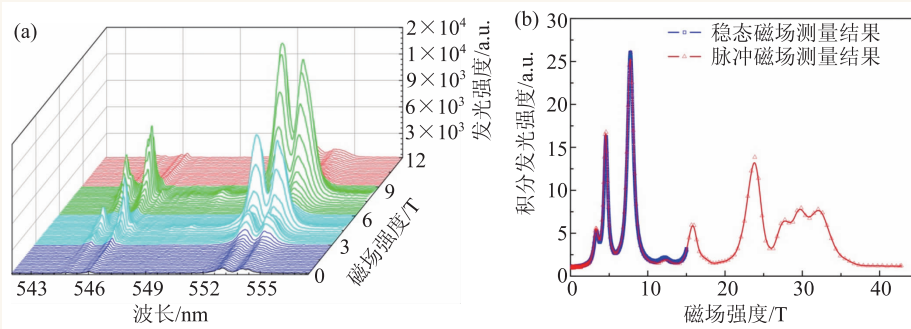 (a)
2×10⁴
1×10⁴
9×10³
6×10³
3×10³
发光强度/a.u.
12
9
6
3
0
磁场强度/T
543 546 549 552 555
波长/nm
(b)
稳态磁场测量结果
脉冲磁场测量结果
30
25
20
15
10
5
0
积分发光强度/a.u.
0 10 20 30 40
磁场强度/T